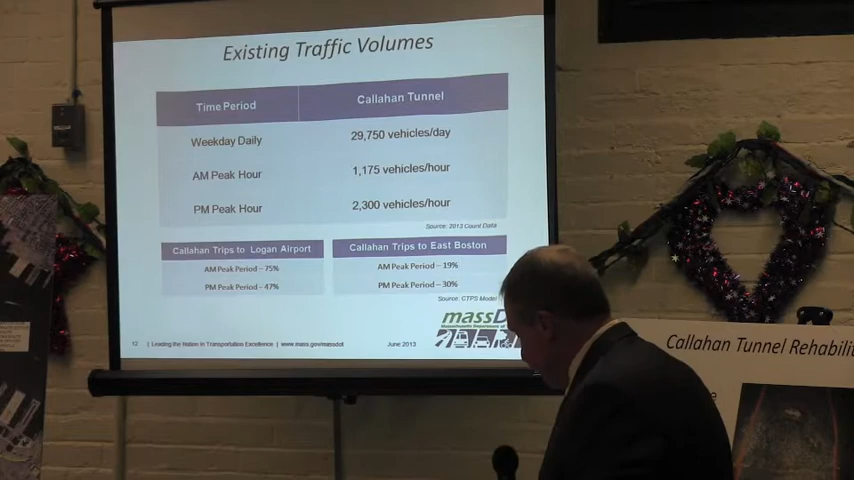 Existing Traffic Volumes
Time Period Callahan Tunnel
Weekday Daily 29,750 vehicles/day
AM Peak Hour 1,175 vehicles/hour
PM Peak Hour 2,300 vehicles/hour
Source: 2013 Count Data
Callahan Trips to Logan Airport Callahan Trips to East Boston
AM Peak Period – 75% AM Peak Period – 19%
PM Peak Period – 47% PM Peak Period – 30%
Source: CTPS Model
massD
Massachusetts Department of
12 | Leading the Nation in Transportation Excellence | www.mass.gov/massdot June 2013
Callahan Tunnel Rehabilit